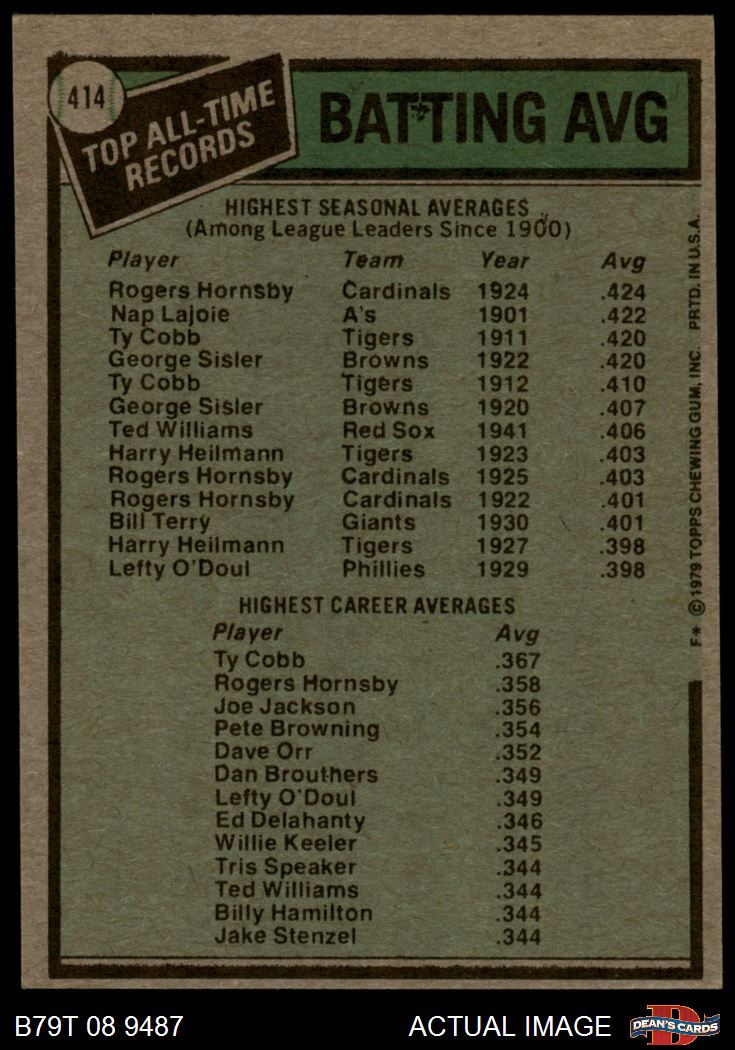 414
TOP ALL-TIME
RECORDS
BATTING AVG
HIGHEST SEASONAL AVERAGES
(Among League Leaders Since 1900)
Player Team Year Avg
Rogers Hornsby Cardinals 1924 .424
Nap Lajoie A's 1901 .422
Ty Cobb Tigers 1911 .420
George Sisler Browns 1922 .420
Ty Cobb Tigers 1912 .410
George Sisler Browns 1920 .407
Ted Williams Red Sox 1941 .406
Harry Heilmann Tigers 1923 .403
Rogers Hornsby Cardinals 1925 .403
Rogers Hornsby Cardinals 1922 .401
Bill Terry Giants 1930 .401
Harry Heilmann Tigers 1927 .398
Lefty O'Doul Phillies 1929 .398
HIGHEST CAREER AVERAGES
Player Avg
Ty Cobb .367
Rogers Hornsby .358
Joe Jackson .356
Pete Browning .354
Dave Orr .352
Dan Brouthers .349
Lefty O'Doul .349
Ed Delahanty .346
Willie Keeler .345
Tris Speaker .344
Ted Williams .344
Billy Hamilton .344
Jake Stenzel .344
F* ©1979 TOPPS CHEWING GUM, INC. PRTD. IN U.S.A.
B79T 08 9487 ACTUAL IMAGE
D
DEAN'S CARDS